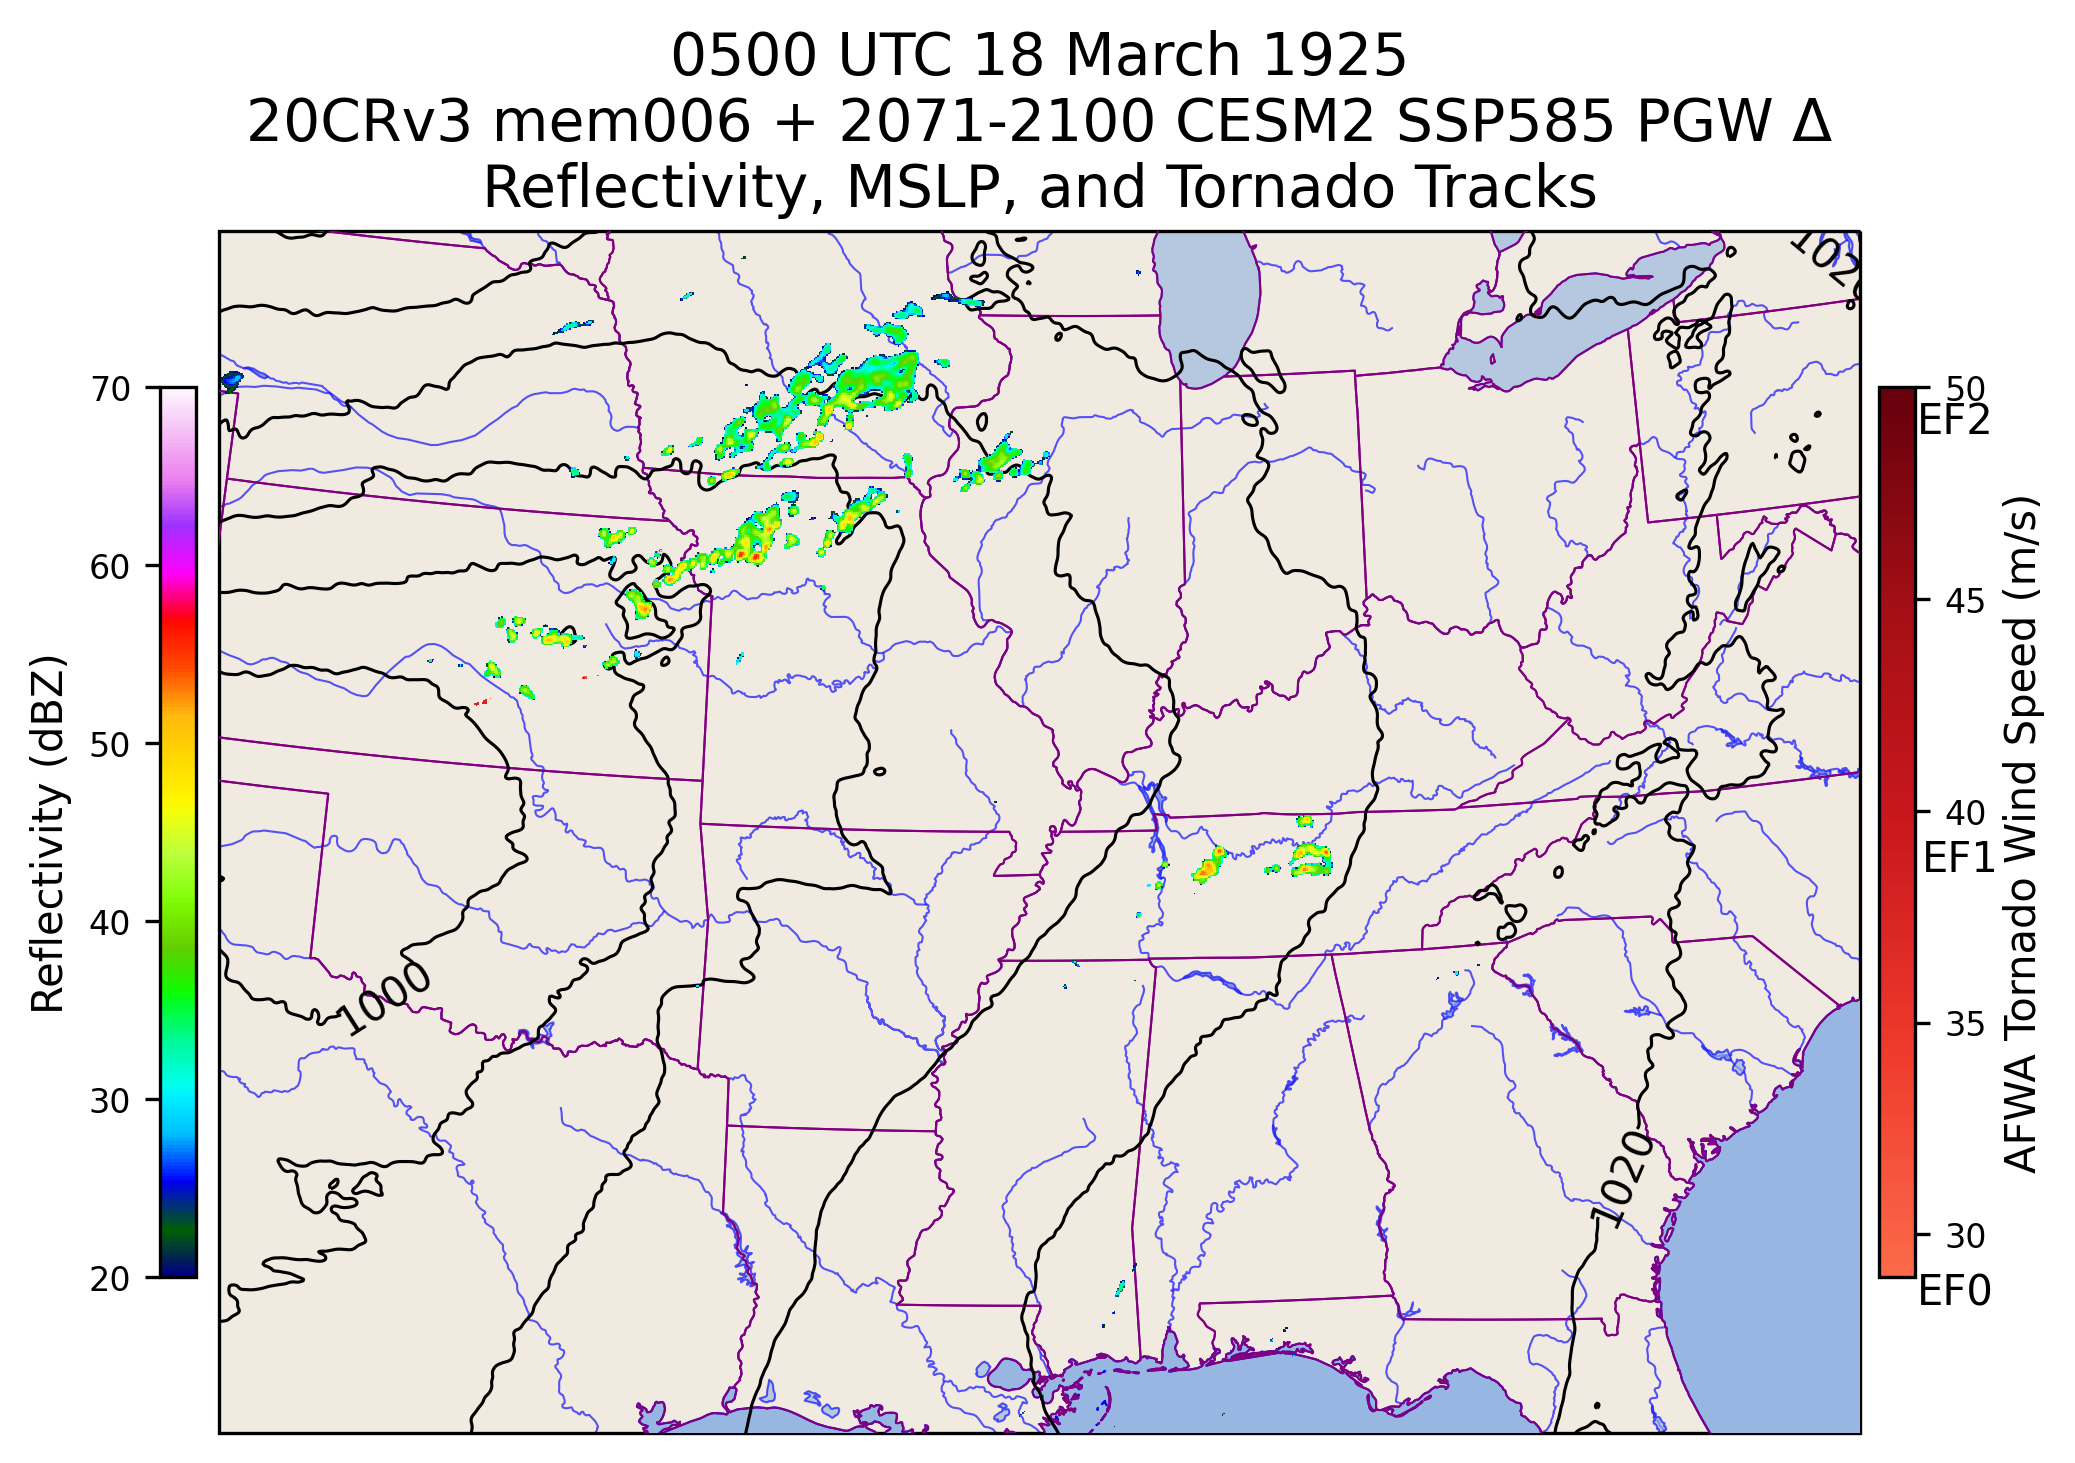 0500 UTC 18 March 1925
20CRv3 mem006 + 2071-2100 CESM2 SSP585 PGW Δ
Reflectivity, MSLP, and Tornado Tracks
70
60
50
40
30
20
Reflectivity (dBZ)
1000
1020
50
EF2
45
40
EF1
35
30
EF0
AFWA Tornado Wind Speed (m/s)